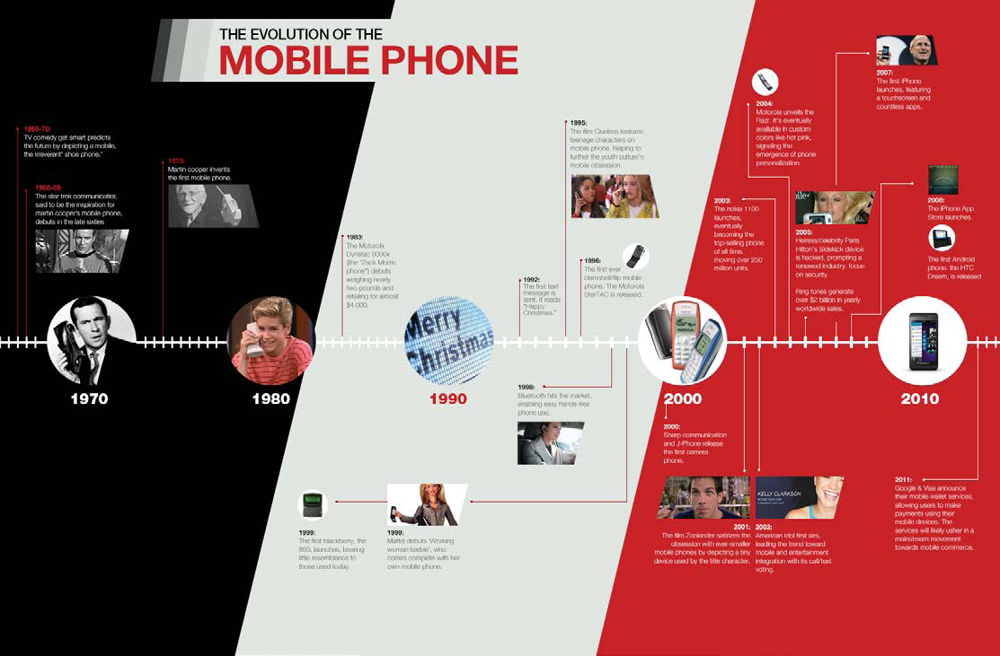 THE EVOLUTION OF THE
MOBILE PHONE
1965-70:
TV comedy get smart predicts
the future by depicting a mobile,
the irreverent' shoe phone.'
1966-69:
The star trek communicatior,
said to be the inspiration for
martin cooper's mobile phone,
debuts in the late sixties
1973:
Martin cooper invents
the first mobile phone.
1983:
The Motorola
Dynatac 8000x
(the "Zack Morris
phone") debuts
weighing nearly
two pounds and
retailing for almost
$4,000.
1992:
The first text
message is
sent. It reads
"Happy
Christmas."
1995:
The film Clueless features
teenage characters on
mobile phone, helping to
further the youth culture's
mobile obsession.
1996:
The first ever
clamshell/flip mobile
phone. The Motorola
StarTAC is released.
2003:
The nokia 1100
launches,
eventually
becoming the
top-selling phone
of all time.
moving over 250
million units.
2004:
Motorola unveils the
Razr. It's eventually
available in custom
colors like hot pink,
signaling the
emergence of phone
personalization.
2005:
Heiress/celebrity Paris
Hilton's Sidekick device
is hacked, prompting a
renewed industry. focus
on security.
Ring tones generate
over $2 billion in yearly
worldwide sales.
2007:
The first iPhone
launches, featuring
a touchscreen and
countless apps.
2008:
The iPhone App
Store launches.
The first Android
phone. the HTC
Dream, is released
Merry
Christmas
NOKIA
1970
1980
1990
2000
2010
1998:
Bluetooth hits the market,
enabling easy hands-free
phone use.
1999:
The first blackberry, the
850, launches, bearing
little resemblance to
those used today.
1999:
Mattel debuts 'Working
woman barbie', who
comes complete with her
own mobile phone.
2000:
Sharp communication
and J-Phone release
the first camera
phone.
2001:
The film Zoolander satirizes the
obsession with ever-smaller
mobile phones by depicting a tiny
device used by the title character.
KELLY CLARKSON
2002:
American Idol first airs,
leading the trend toward
mobile and entertainment
integration with its call/text
voting.
2011:
Google & Visa announce
their mobile wallet services,
allowing users to make
payments using their
mobile devices. The
services will likely usher in a
mainstream movement
towards mobile commerce.